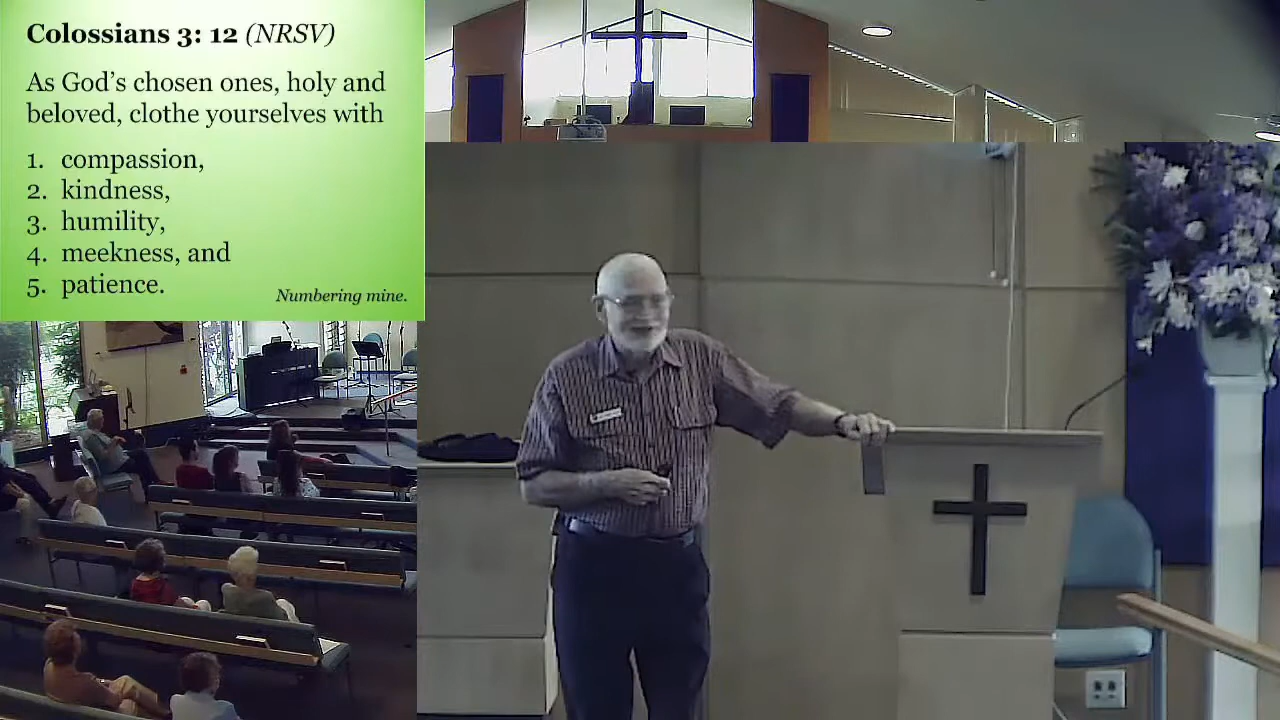 Colossians 3: 12 (NRSV)
As God's chosen ones, holy and
beloved, clothe yourselves with
1. compassion,
2. kindness,
3. humility,
4. meekness, and
5. patience.
Numbering mine.